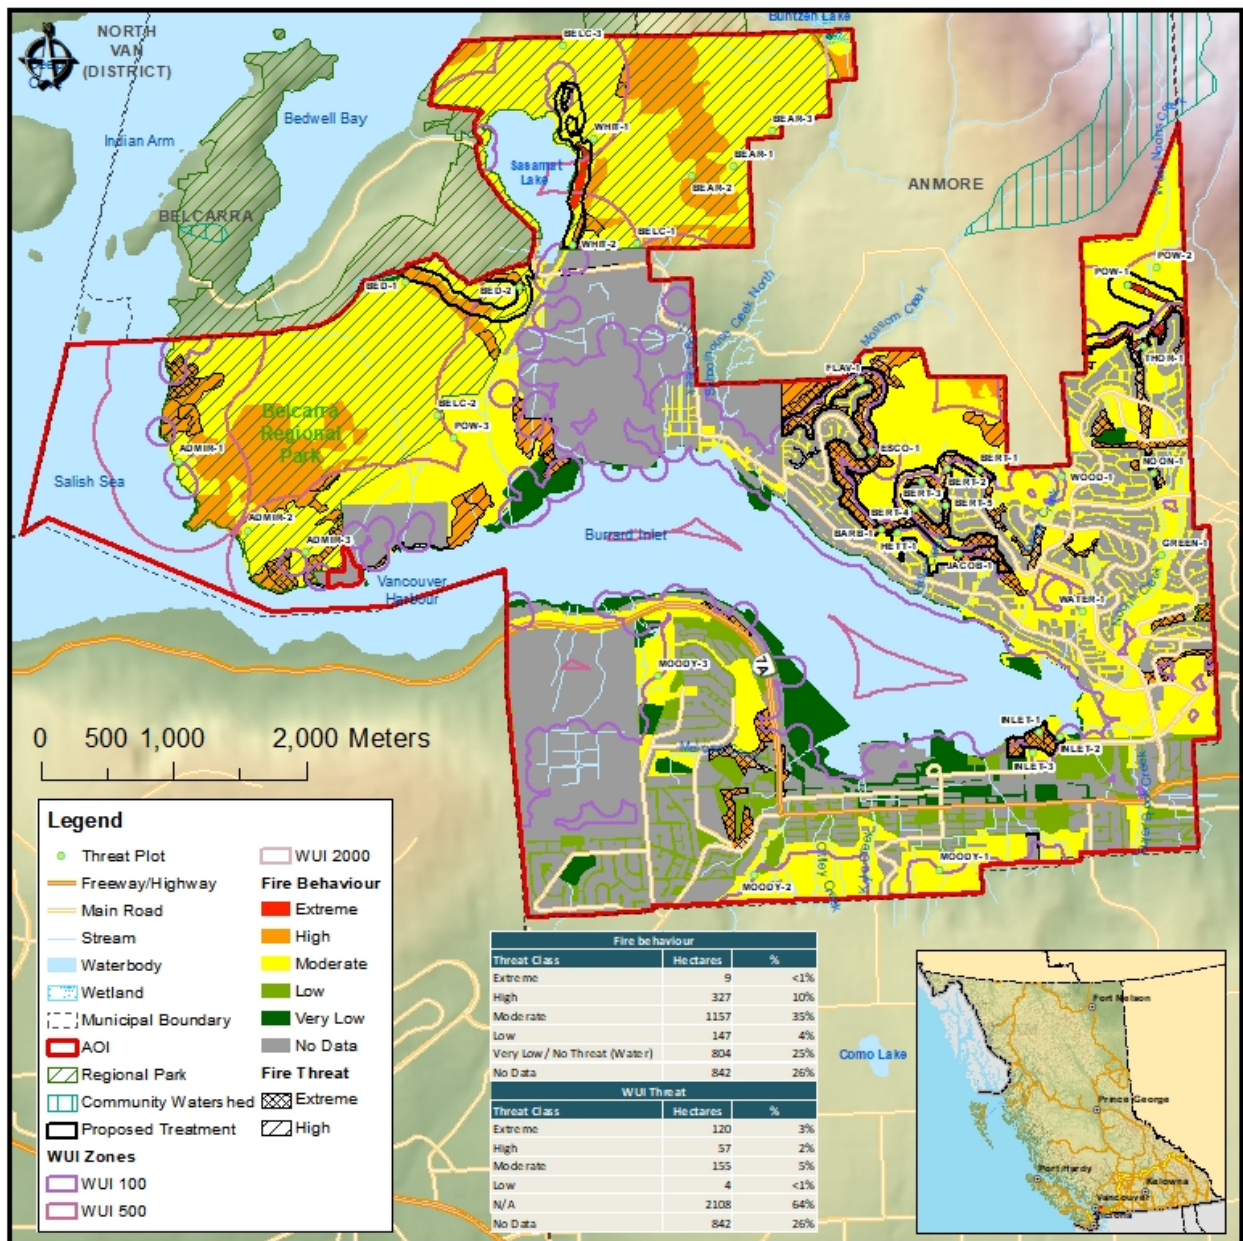 NORTH
VAN
(DISTRICT)
Buntzen Lake
BELC-3
Bedwell Bay
Indian Arm
WHIT-1
BEAR-3
BEAR-1
BEAR-2
Sasamat
Lake
ANMORE
BELCARRA
WHIT-2
BELC-1
POW-2
POW-1
BED-1
BED-2
Mossom Creek
THOR-1
FLAV-1
BELC-2
Belcarra
Regional
Park
POW-3
ADMIR-1
ESCO-1
BERT-1
BERT-2
WOOD-1
NOON-1
Salish Sea
BERT-3
BERT-5
BERT-4
ADMIR-2
ADMIR-3
Burrard Inlet
BARB-1
HETT-1
JACOB-1
GREEN-1
Vancouver
Harbour
WATER-1
MOODY-3
7A
INLET-1
INLET-2
INLET-3
0 500 1,000 2,000 Meters
MOODY-1
MOODY-2
Legend
Threat Plot
Freeway/Highway
Main Road
Stream
Waterbody
Wetland
Municipal Boundary
AOI
Regional Park
Community Watershed
Proposed Treatment
WUI Zones
WUI 100
WUI 500
WUI 2000
Fire Behaviour
Extreme
High
Moderate
Low
Very Low
No Data
Fire Threat
Extreme
High
Fire behaviour
Threat Class Hectares %
Extreme 9 <1%
High 327 10%
Moderate 1157 35%
Low 147 4%
Very Low/ No Threat (Water) 804 25%
No Data 842 26%
WUI Threat
Threat Class Hectares %
Extreme 120 3%
High 57 2%
Moderate 155 5%
Low 4 <1%
N/A 2108 64%
No Data 842 26%
Como Lake
Fort Nelson
Prince George
Port Hardy
Kelowna
Vancouver